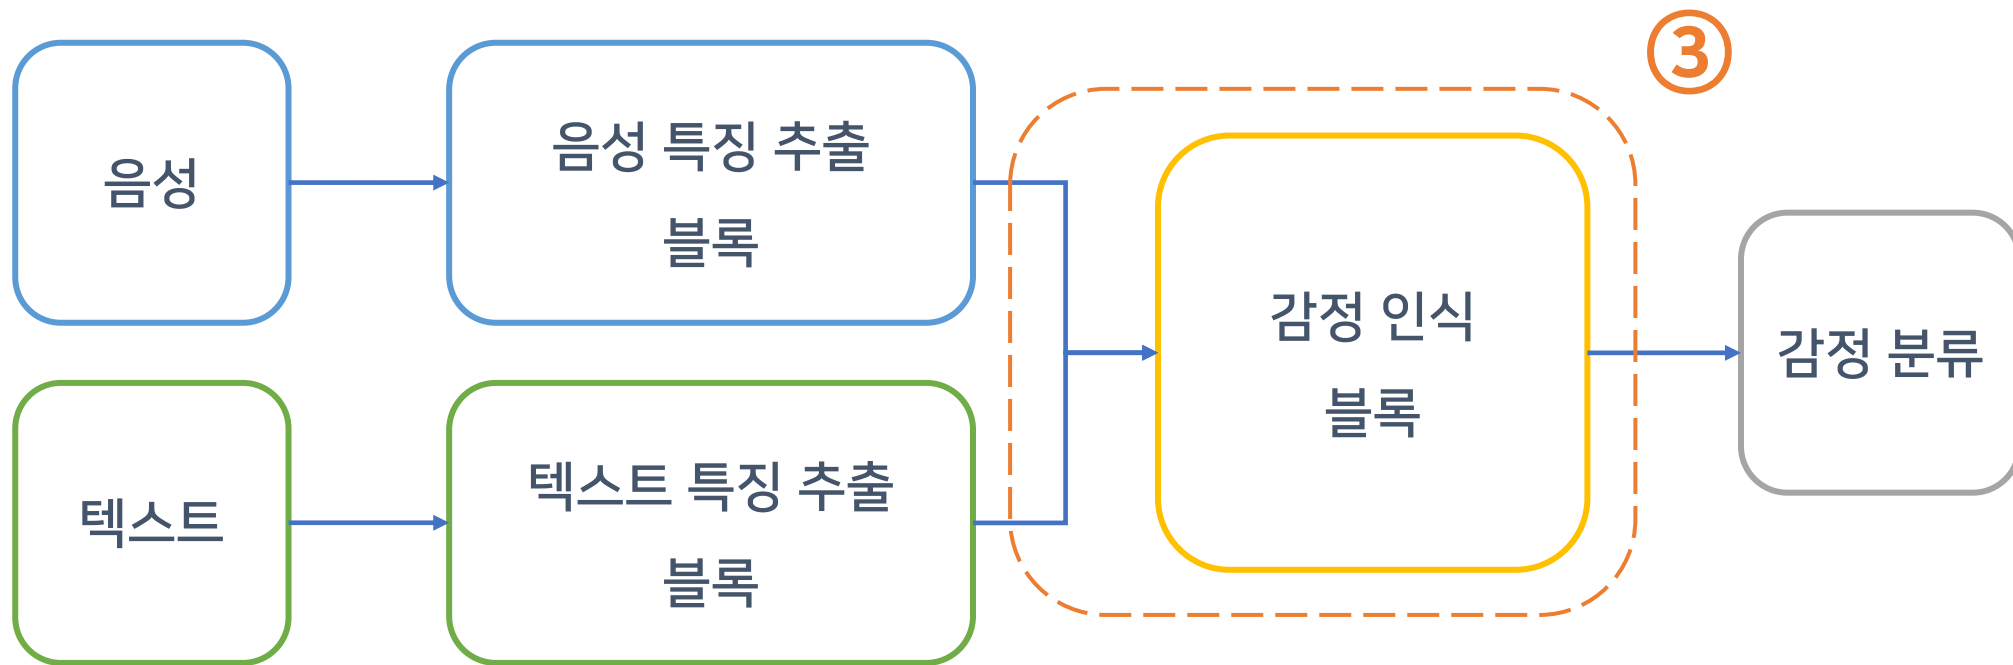 ③
음성
음성 특징 추출
블록
감정 인식
블록
감정 분류
텍스트
텍스트 특징 추출
블록